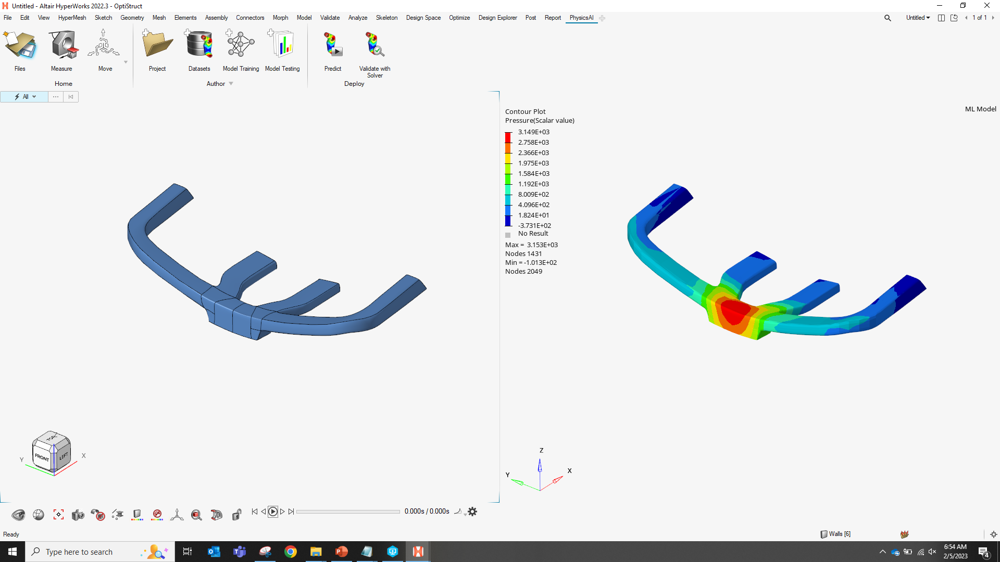 Untitled - Altair HyperWorks 2022.3 - OptiStruct
File Edit View HyperMesh Sketch Geometry Mesh Elements Assembly Connectors Morph Model Validate Analyze Skeleton Design Space Optimize Design Explorer Post Report PhysicsAI
Untitled
1 of 1
Files
Measure
Move
Home
Project
Datasets
Model Training
Model Testing
Author
Predict
Validate with
Solver
Deploy
All
Contour Plot
Pressure(Scalar value)
3.149E+03
2.758E+03
2.366E+03
1.975E+03
1.584E+03
1.192E+03
8.009E+02
4.096E+02
1.824E+01
-3.731E+02
No Result
Max = 3.153E+03
Nodes 1431
Min = -1.013E+02
Nodes 2049
ML Model
FRONT
LEFT
Y
X
Z
Y
X
0.000s / 0.000s
Ready
Walls [6]
Type here to search
6:54 AM
2/5/2023
4